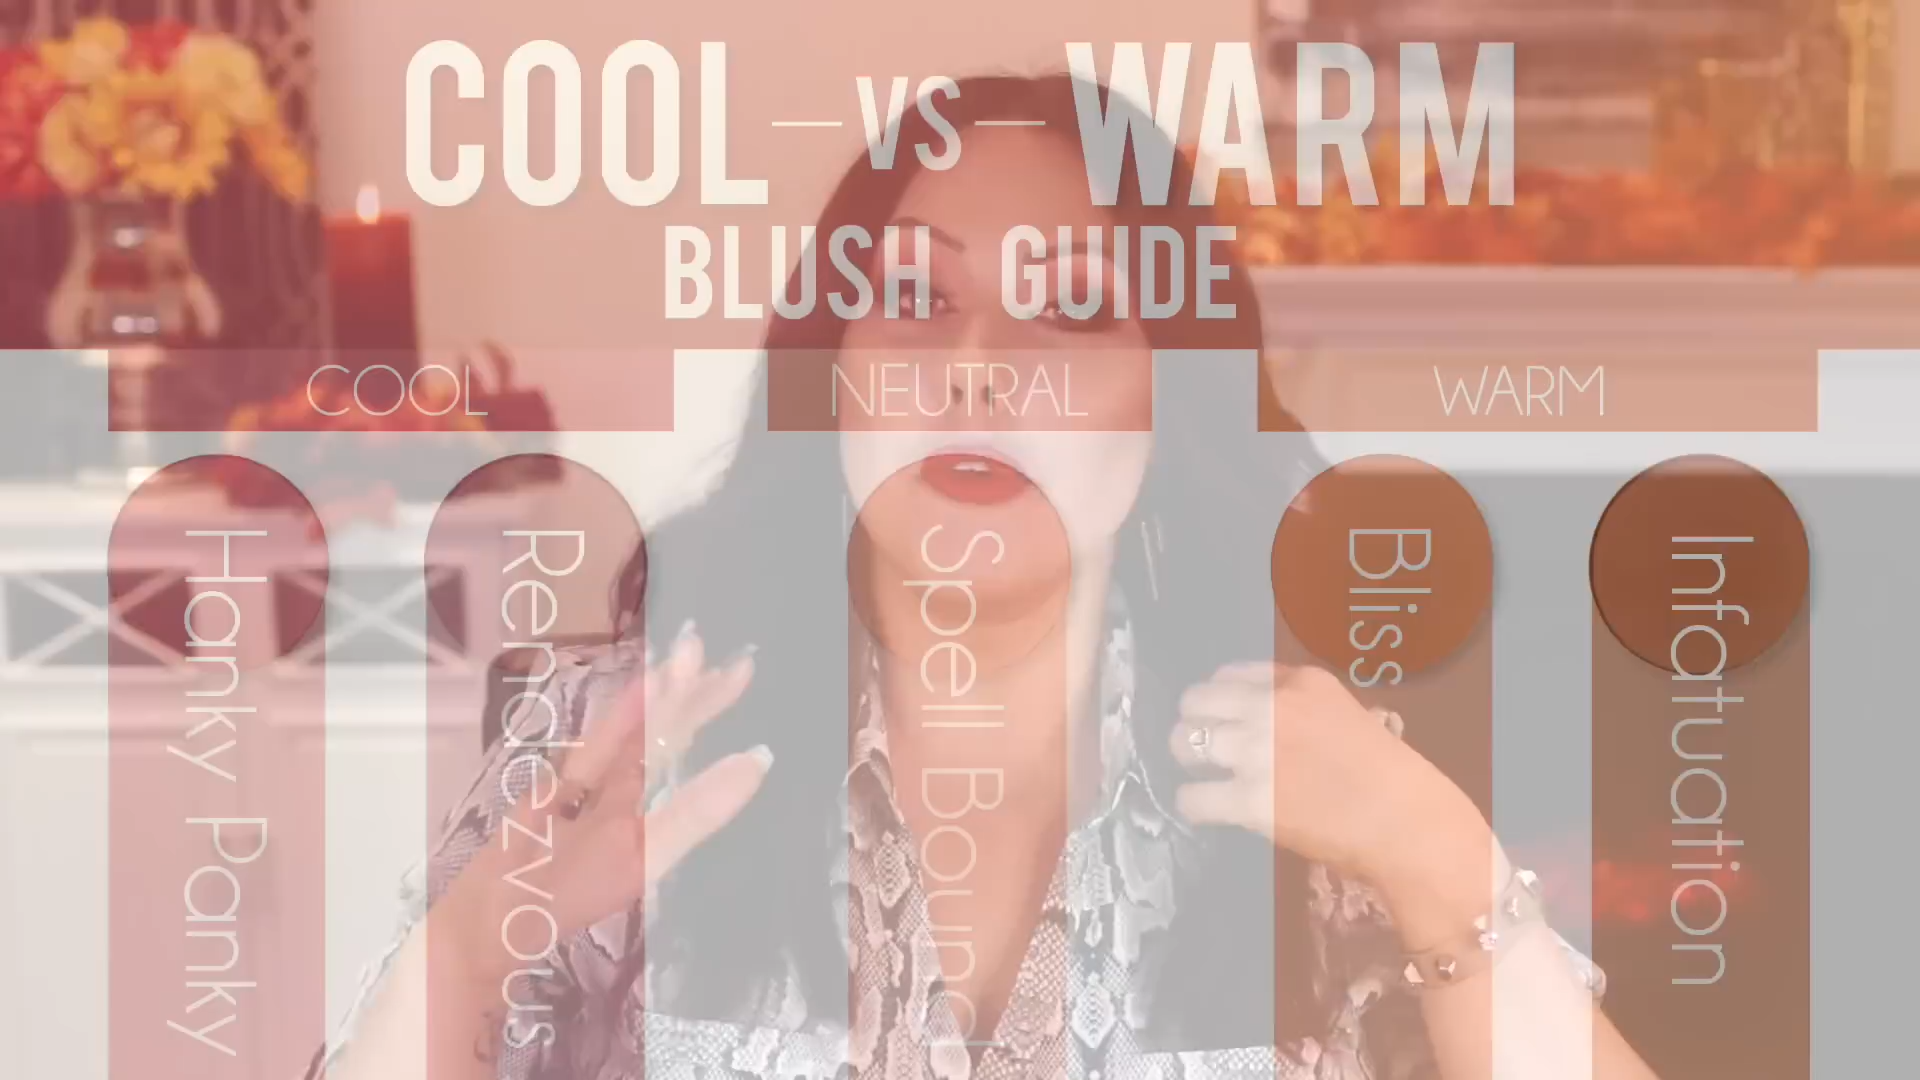 COOL VS WARM
BLUSH GUIDE
COOL
NEUTRAL
WARM
Hanky Panky
Rendezvous
Spell Bound
Bliss
Infatuation